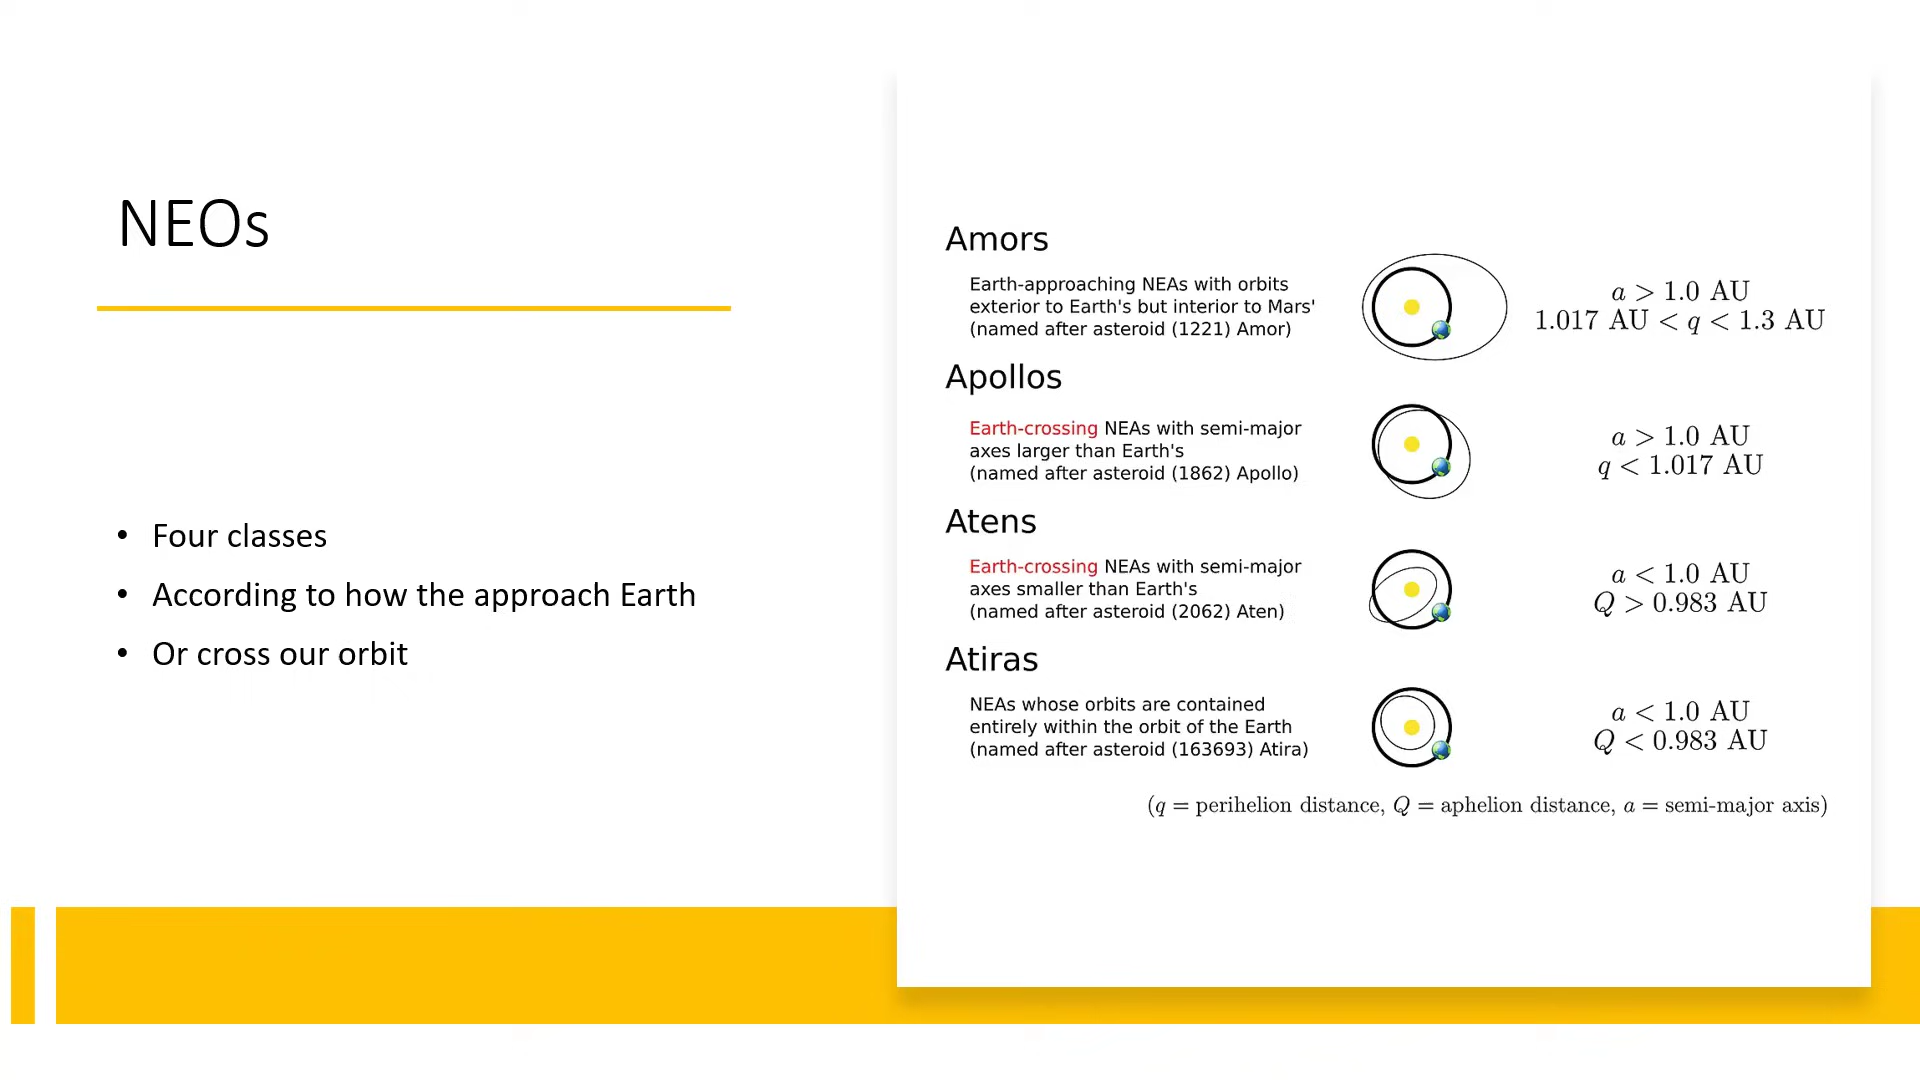 NEOs
• Four classes
• According to how the approach Earth
• Or cross our orbit
Amors
Earth-approaching NEAs with orbits
exterior to Earth's but interior to Mars'
(named after asteroid (1221) Amor)
a > 1.0 AU
1.017 AU < q < 1.3 AU
Apollos
Earth-crossing NEAs with semi-major
axes larger than Earth's
(named after asteroid (1862) Apollo)
a > 1.0 AU
q < 1.017 AU
Atens
Earth-crossing NEAs with semi-major
axes smaller than Earth's
(named after asteroid (2062) Aten)
a < 1.0 AU
Q > 0.983 AU
Atiras
NEAs whose orbits are contained
entirely within the orbit of the Earth
(named after asteroid (163693) Atira)
a < 1.0 AU
Q < 0.983 AU
(q = perihelion distance, Q = aphelion distance, a = semi-major axis)